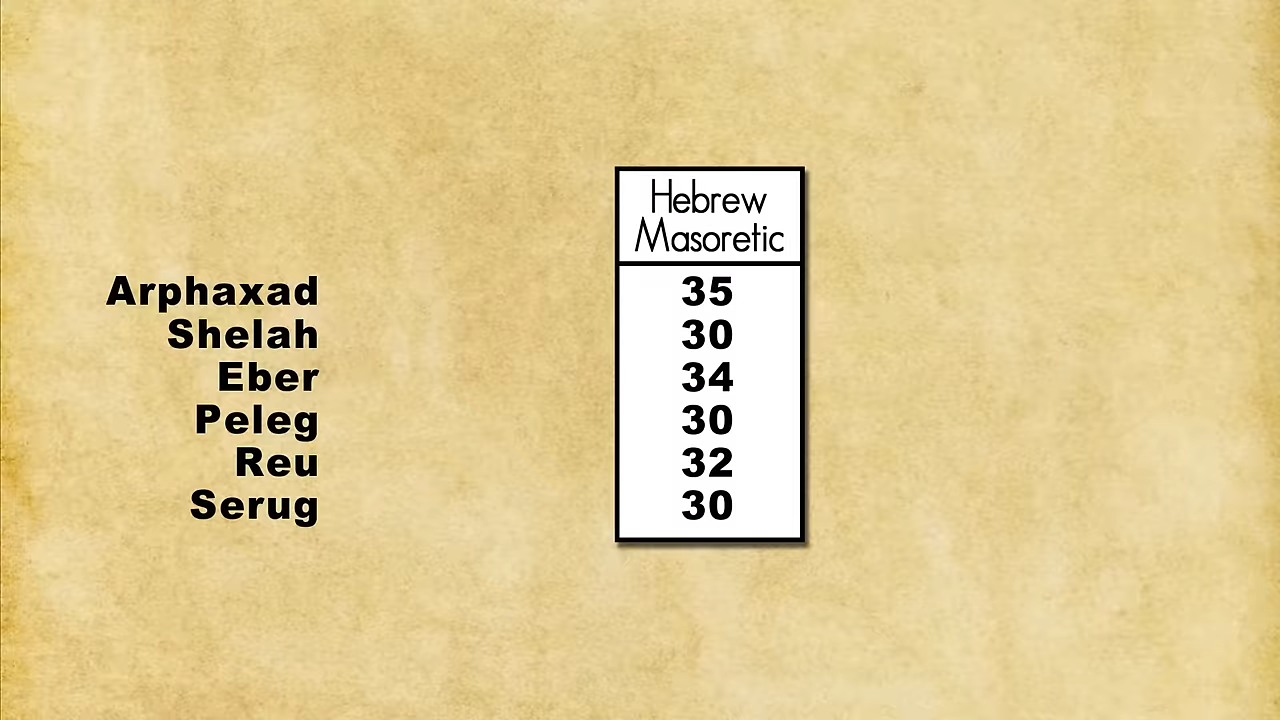 Hebrew
Masoretic
Arphaxad 35
Shelah 30
Eber 34
Peleg 30
Reu 32
Serug 30